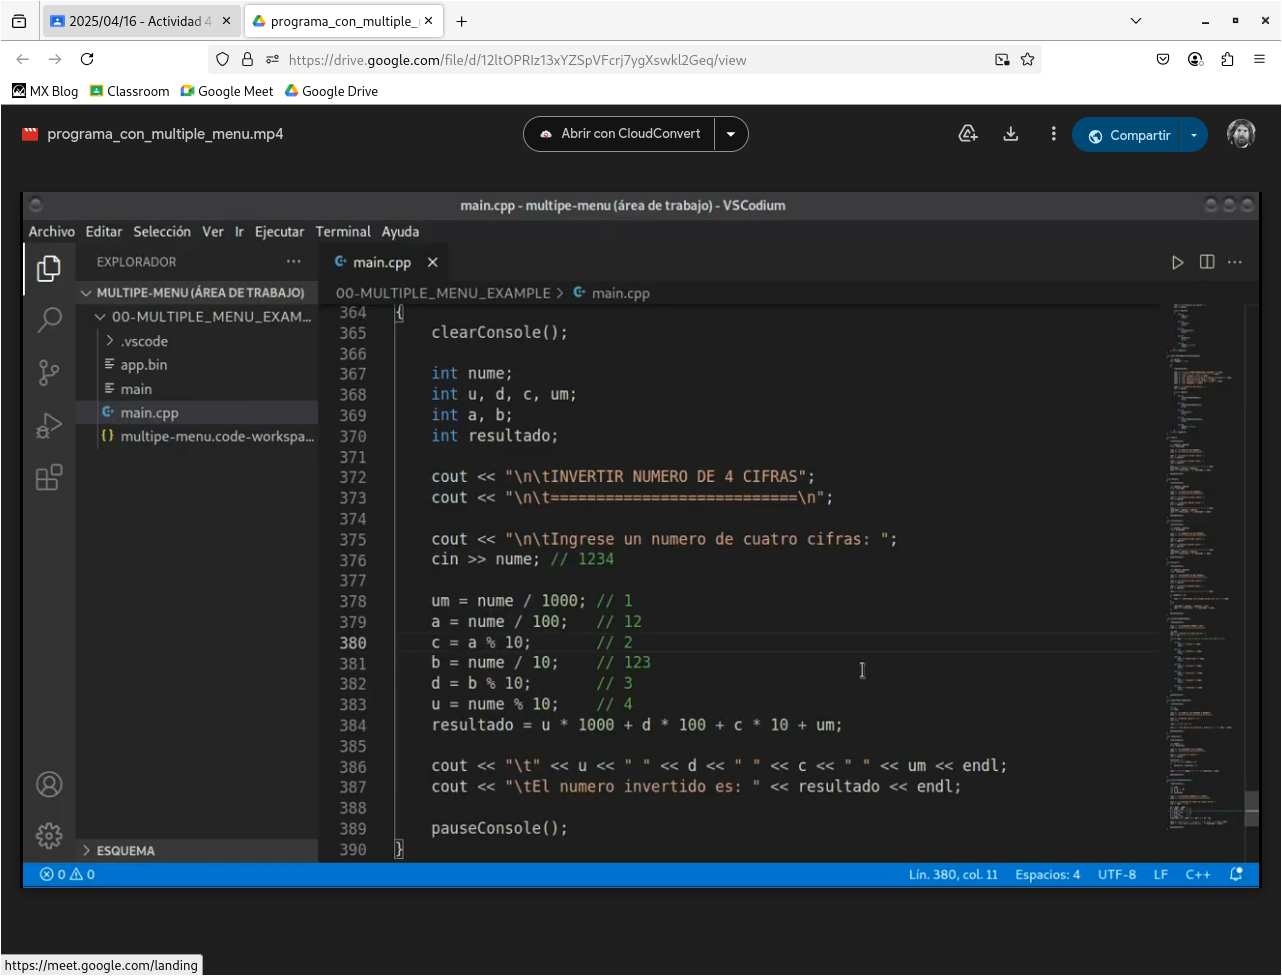 2025/04/16 - Actividad 4
programa_con_multiple_
https://drive.google.com/file/d/12ltOPRIz13xYZSpVFcrj7ygXswkl2Geq/view
MX Blog Classroom Google Meet Google Drive
programa_con_multiple_menu.mp4
Abrir con CloudConvert
Compartir
main.cpp - multipe-menu (área de trabajo) - VSCodium
Archivo Editar Selección Ver Ir Ejecutar Terminal Ayuda
EXPLORADOR
main.cpp
MULTIPE-MENU (ÁREA DE TRABAJO)
00-MULTIPLE_MENU_EXAMPLE > main.cpp
00-MULTIPLE_MENU_EXAM...
.vscode
app.bin
main
main.cpp
multipe-menu.code-workspa...
364 {
365 clearConsole();
366
367 int nume;
368 int u, d, c, um;
369 int a, b;
370 int resultado;
371
372 cout << "\n\tINVERTIR NUMERO DE 4 CIFRAS";
373 cout << "\n\t===========================\n";
374
375 cout << "\n\tIngrese un numero de cuatro cifras: ";
376 cin >> nume; // 1234
377
378 um = nume / 1000; // 1
379 a = nume / 100; // 12
380 c = a % 10; // 2
381 b = nume / 10; // 123
382 d = b % 10; // 3
383 u = nume % 10; // 4
384 resultado = u * 1000 + d * 100 + c * 10 + um;
385
386 cout << "\t" << u << " " << d << " " << c << " " << um << endl;
387 cout << "\tEl numero invertido es: " << resultado << endl;
388
389 pauseConsole();
390 }
ESQUEMA
0 0
Lín. 380, col. 11 Espacios: 4 UTF-8 LF C++
https://meet.google.com/landing